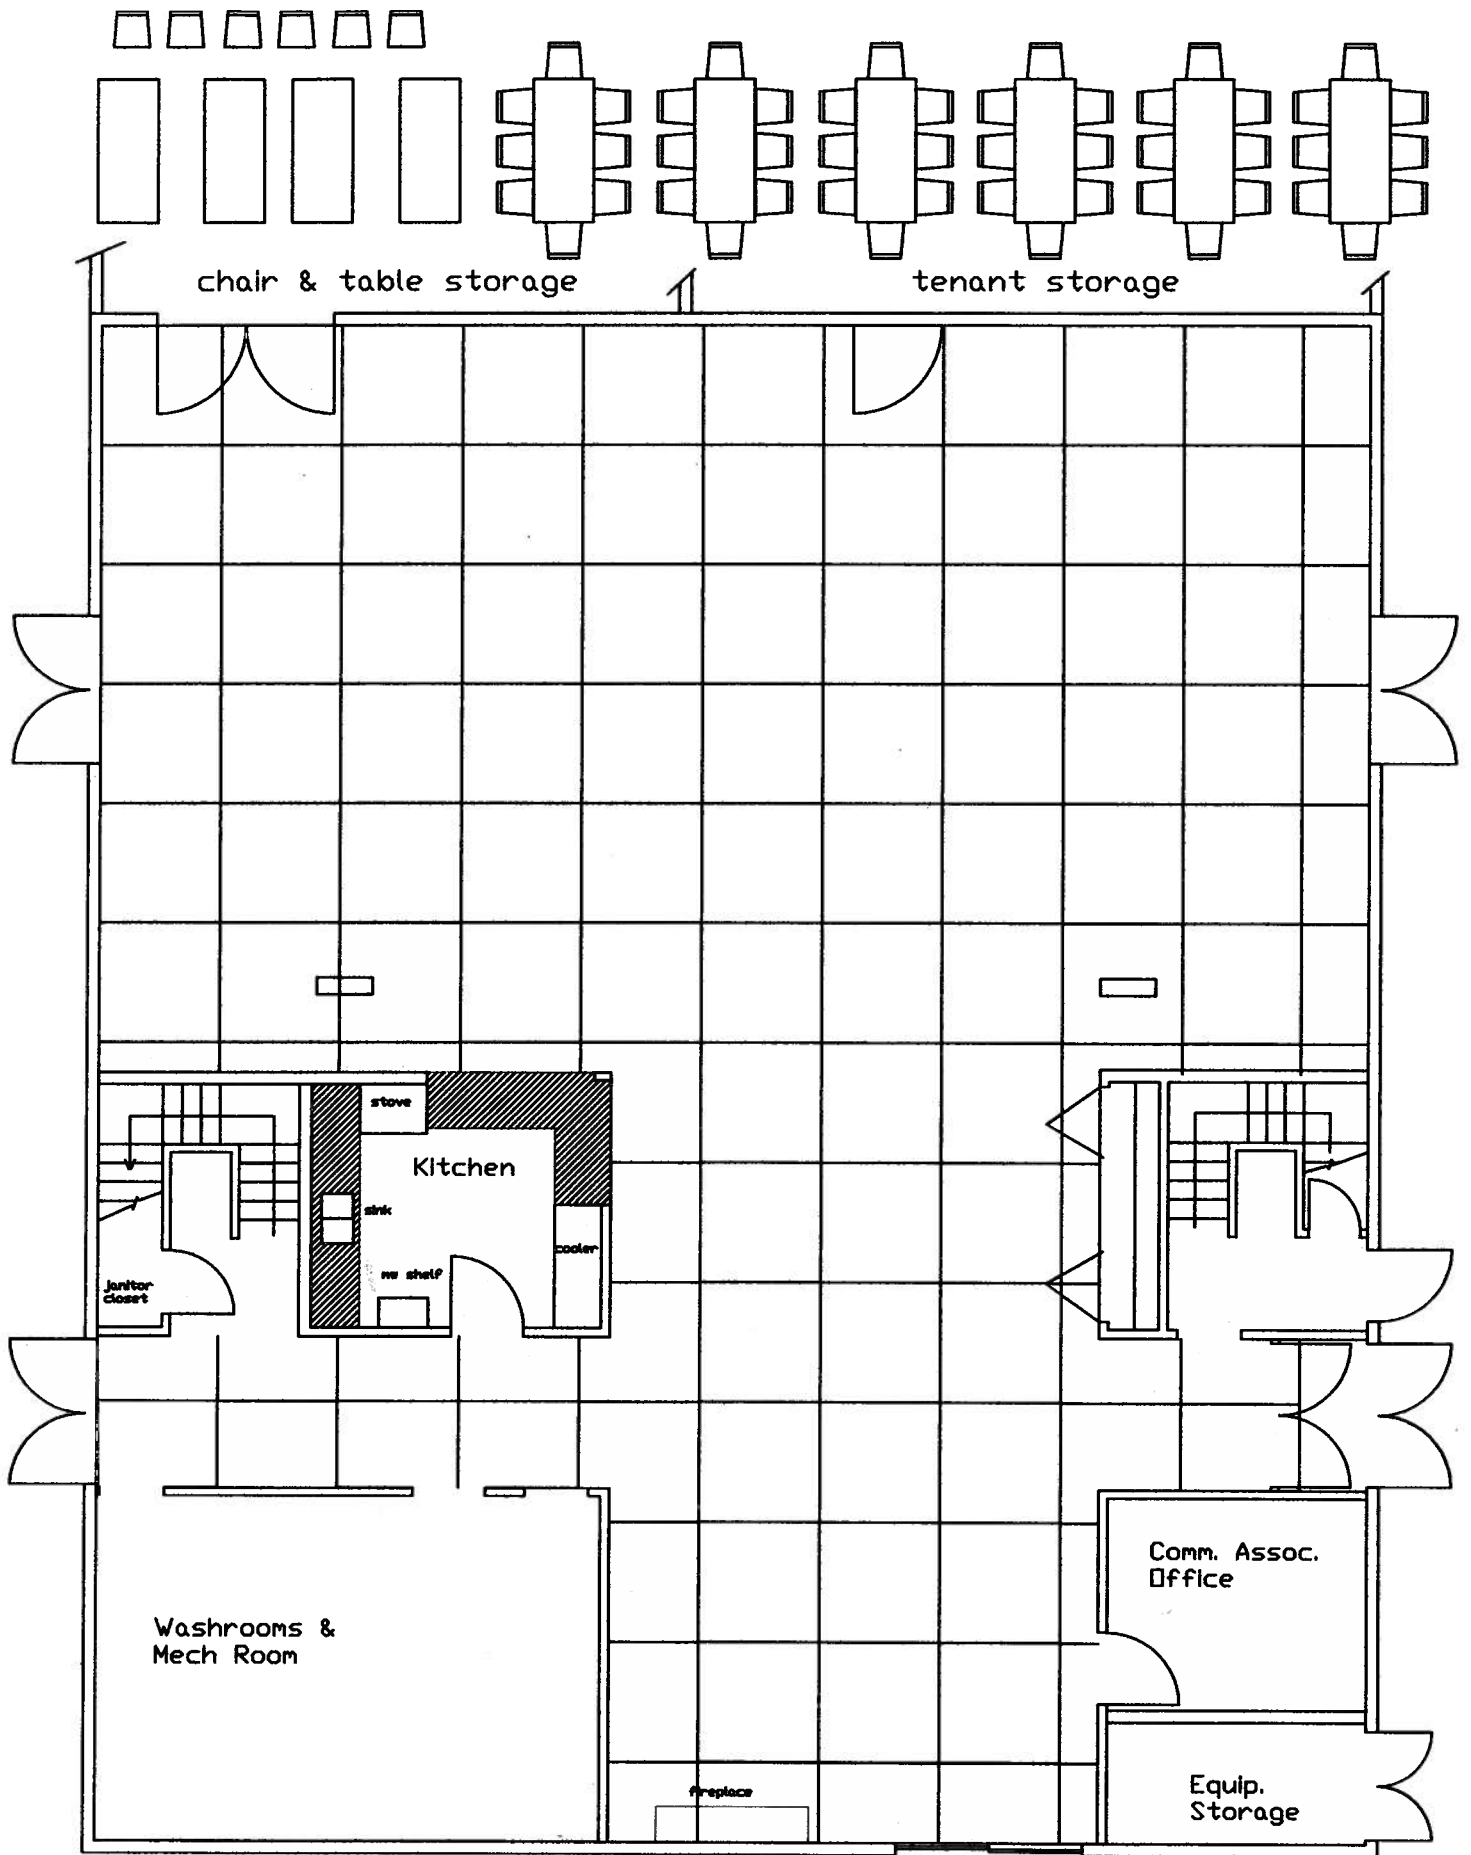 chair & table storage
tenant storage
stove
Kitchen
sink
cooler
mw shelf
janitor
closet
Comm. Assoc.
Office
Washrooms &
Mech Room
fireplace
Equip.
Storage